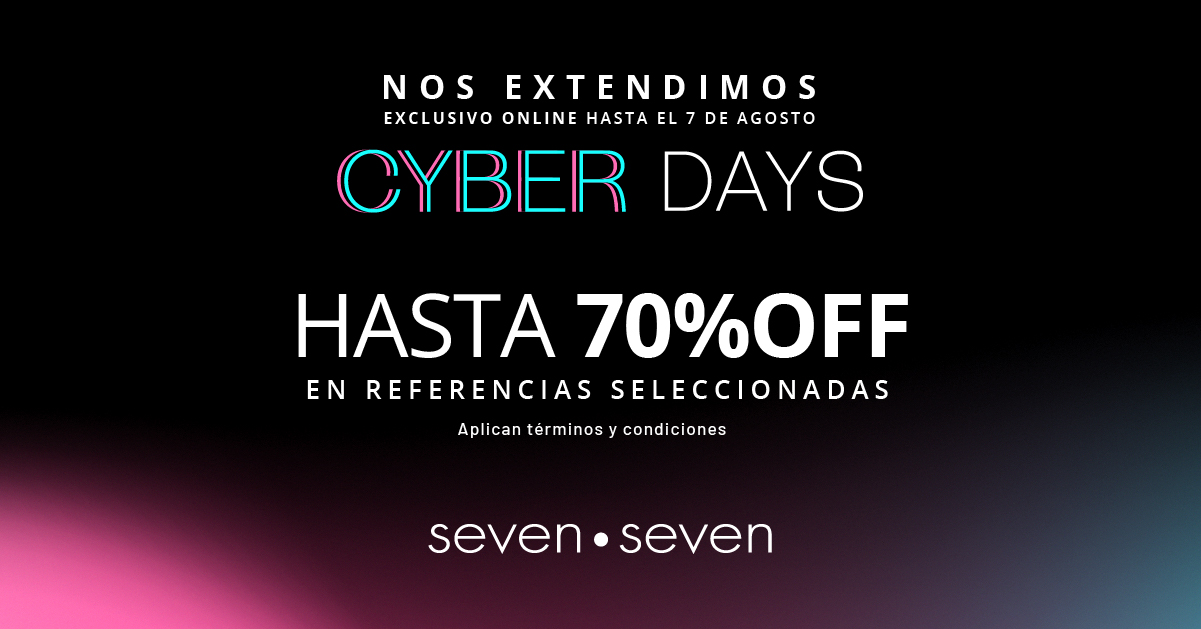 NOS EXTENDIMOS
EXCLUSIVO ONLINE HASTA EL 7 DE AGOSTO
CYBER DAYS
HASTA 70%OFF
EN REFERENCIAS SELECCIONADAS
Aplican términos y condiciones
seven•seven